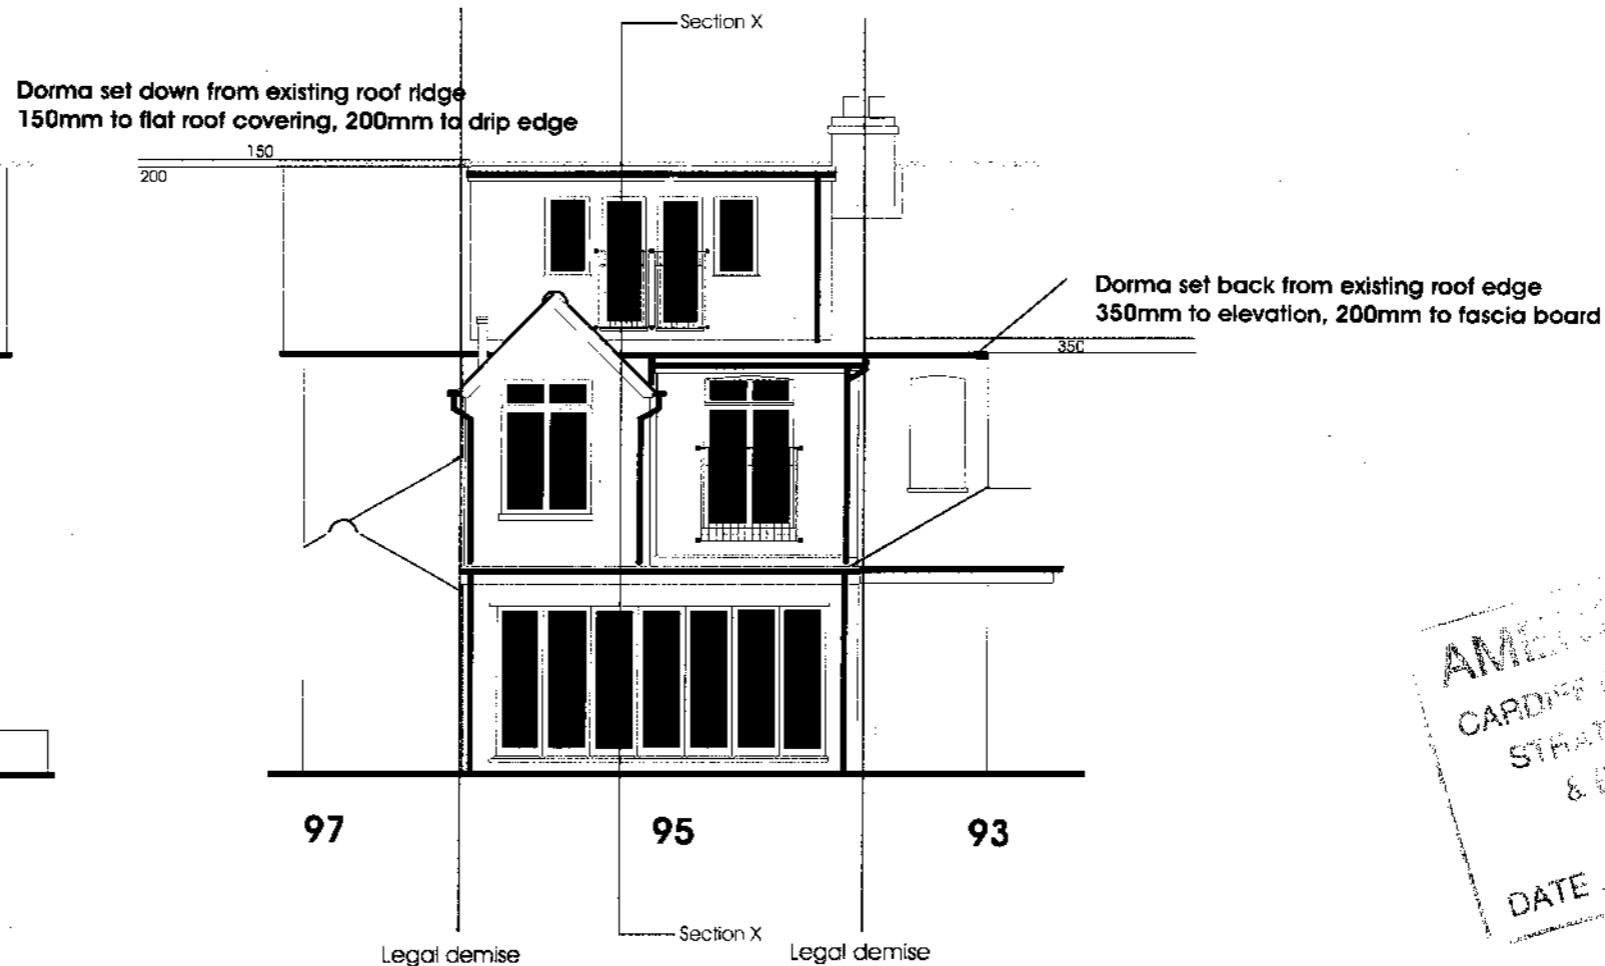 Section X
Dorma set down from existing roof ridge
150mm to flat roof covering, 200mm to drip edge
150
200
Dorma set back from existing roof edge
350mm to elevation, 200mm to fascia board
350
97
95
93
Section X
Legal demise
Legal demise
CARDIFF
&
DATE